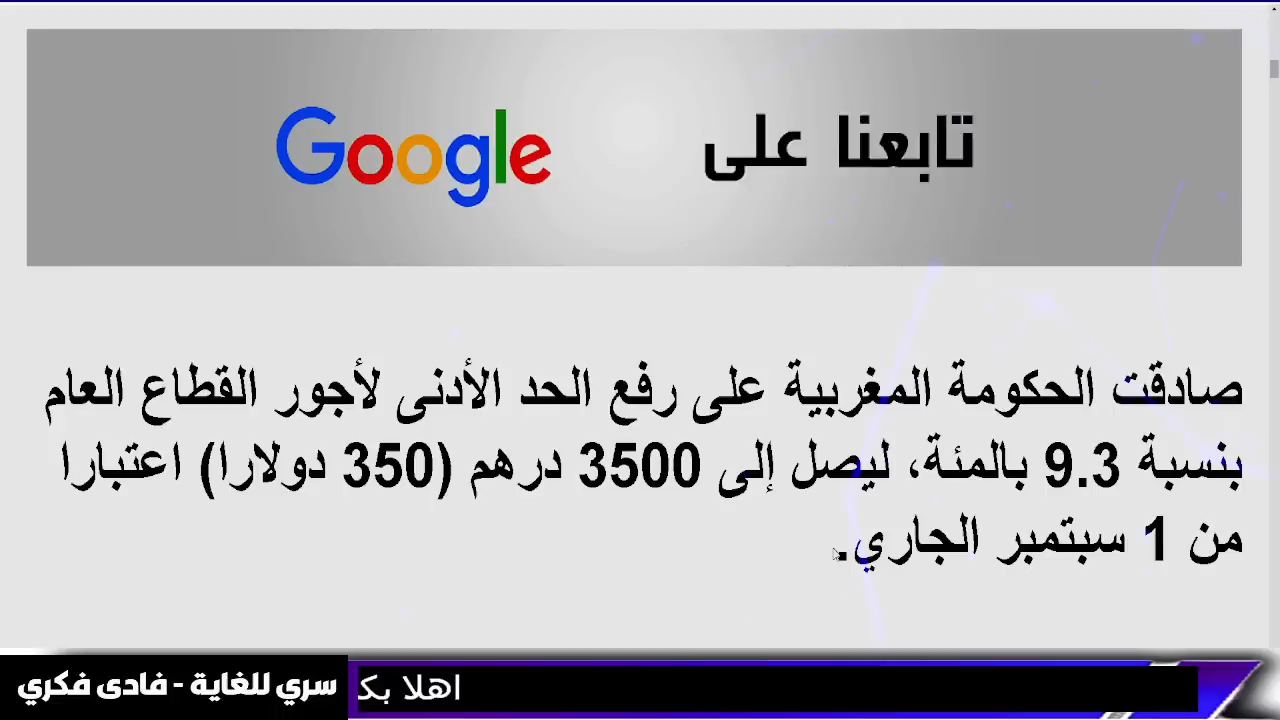 تابعنا على Google
صادقت الحكومة المغربية على رفع الحد الأدنى لأجور القطاع العام
بنسبة 9.3 بالمئة، ليصل إلى 3500 درهم (350 دولارا) اعتبارا
من 1 سبتمبر الجاري.
سري للغاية - فادى فكري
اهلا بك